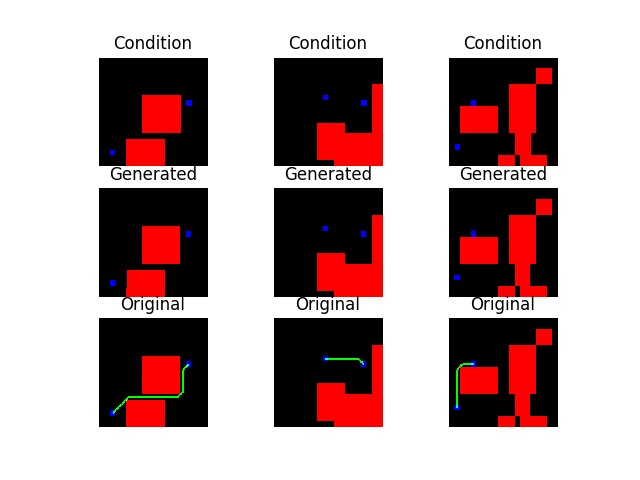 Condition Condition Condition
Generated Generated Generated
Original Original Original